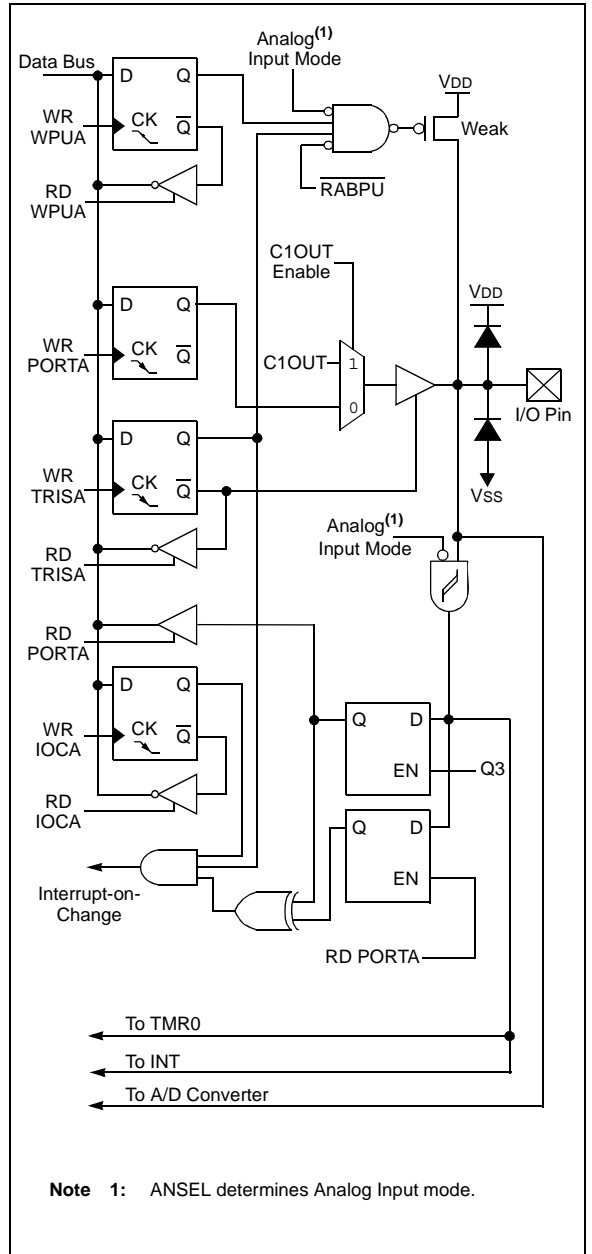 Analog(1)
Input Mode
Data Bus
D Q
VDD
WR
WPUA
CK Q
Weak
RD
WPUA
RABPU
C1OUT
Enable
D Q
VDD
WR
PORTA
CK Q
C1OUT
1
0
I/O Pin
D Q
WR
TRISA
CK Q
VSS
Analog(1)
Input Mode
RD
TRISA
RD
PORTA
D Q
WR
IOCA
CK Q
Q D
EN
Q3
RD
IOCA
Q D
EN
Interrupt-on-
Change
RD PORTA
To TMR0
To INT
To A/D Converter
Note 1: ANSEL determines Analog Input mode.